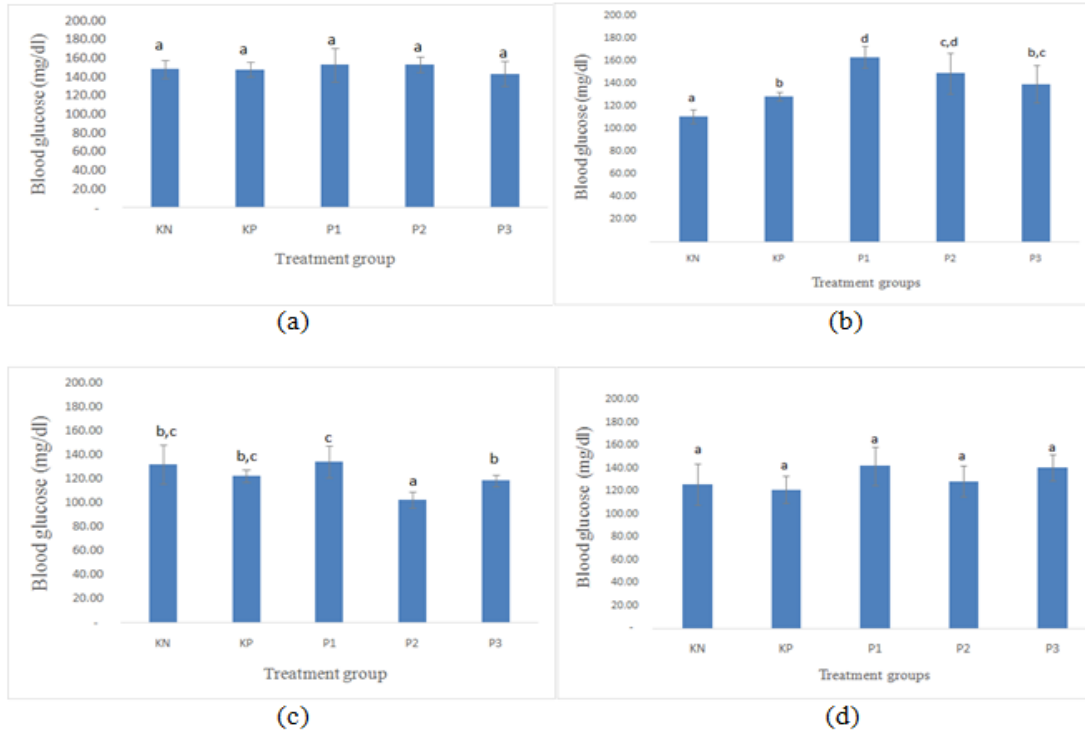 200.00
180.00
160.00
140.00
120.00
100.00
80.00
60.00
40.00
20.00
-
Blood glucose (mg/dl)
a a a a a
KN KP P1 P2 P3
Treatment group
(a)
200.00
180.00
160.00
140.00
120.00
100.00
80.00
60.00
40.00
20.00
Blood glucose (mg/dl)
a b d c,d b,c
KN KP P1 P2 P3
Treatment groups
(b)
200.00
180.00
160.00
140.00
120.00
100.00
80.00
60.00
40.00
20.00
-
Blood glucose (mg/dl)
b,c b,c c a b
KN KP P1 P2 P3
Treatment group
(c)
200.00
180.00
160.00
140.00
120.00
100.00
80.00
60.00
40.00
20.00
-
Blood glucose (mg/dl)
a a a a a
KN KP P1 P2 P3
Treatment groups
(d)